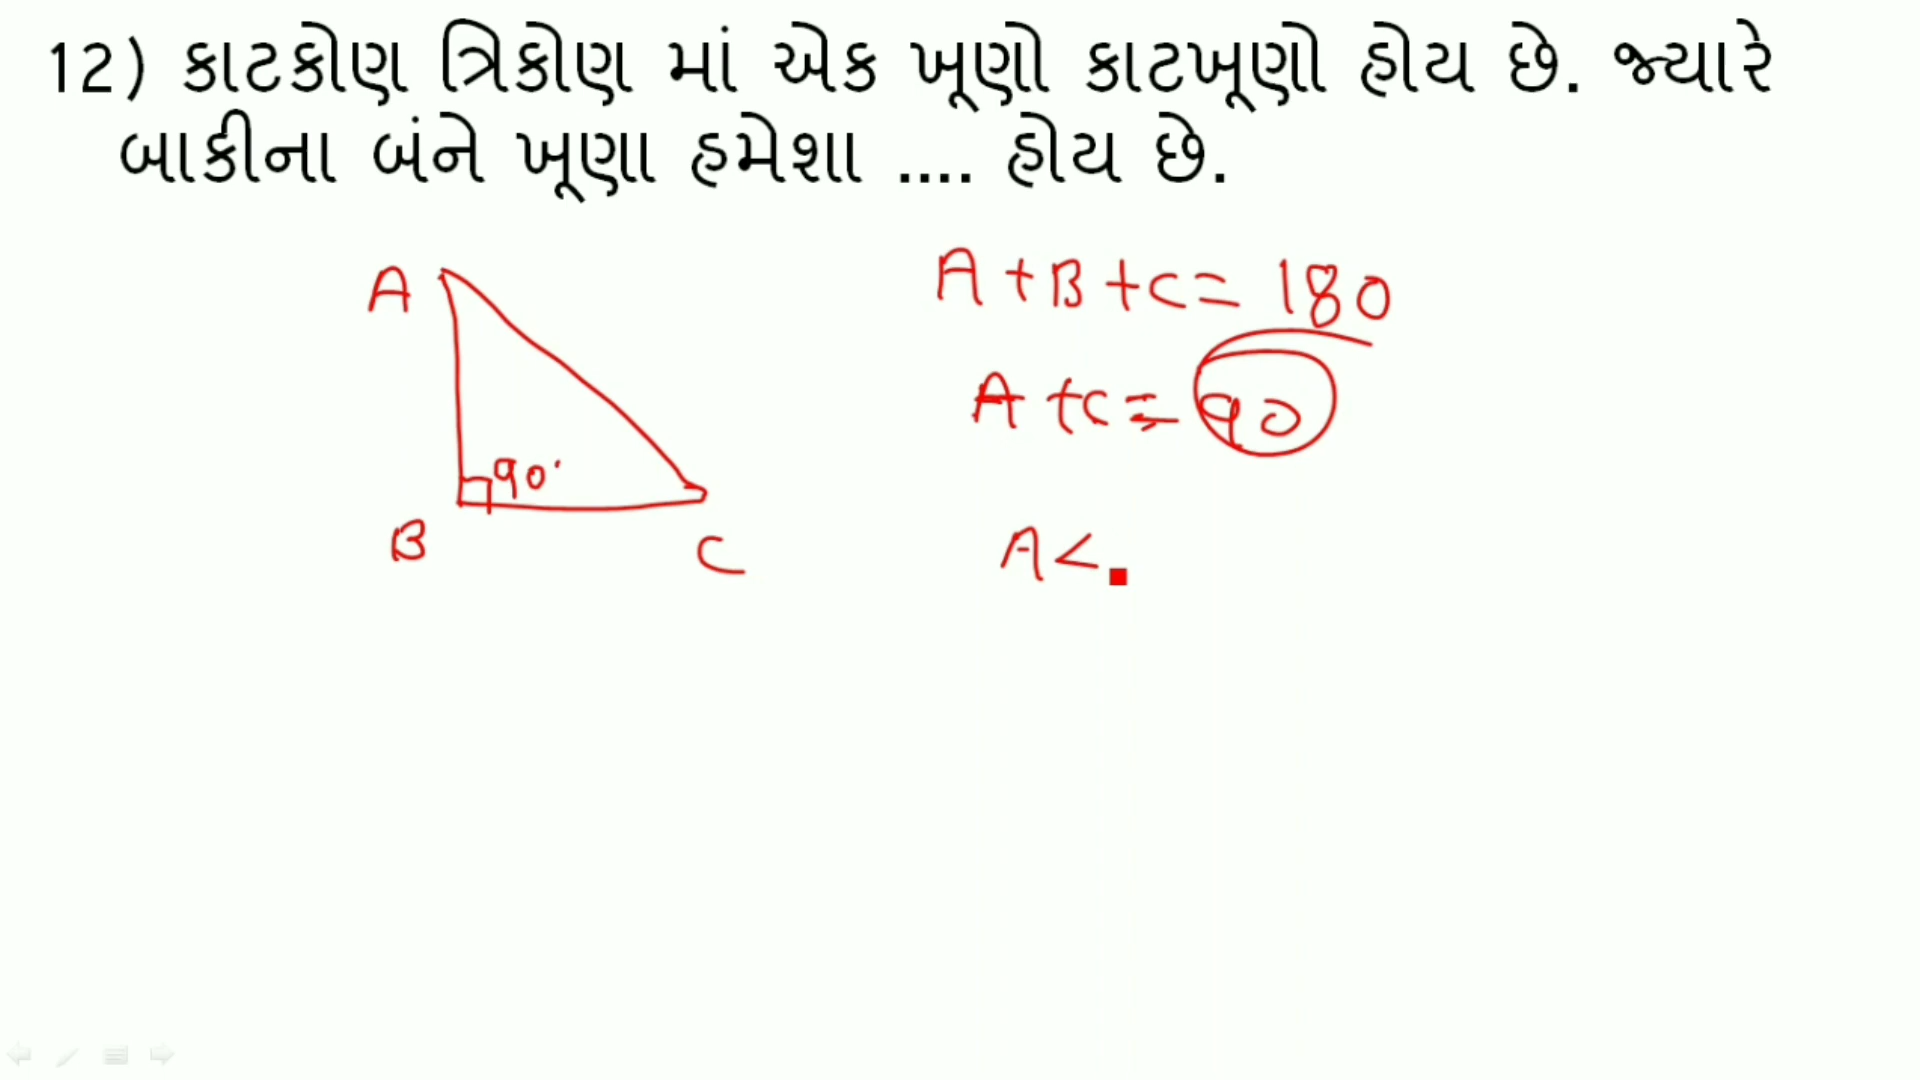 12) કાટકોણ ત્રિકોણ માં એક ખૂણો કાટખૂણો હોય છે. જ્યારે
બાકીના બંને ખૂણા હમેશા .... હોય છે.
A
90°
B
C
A+B+C= 180
A+C= 90
A<